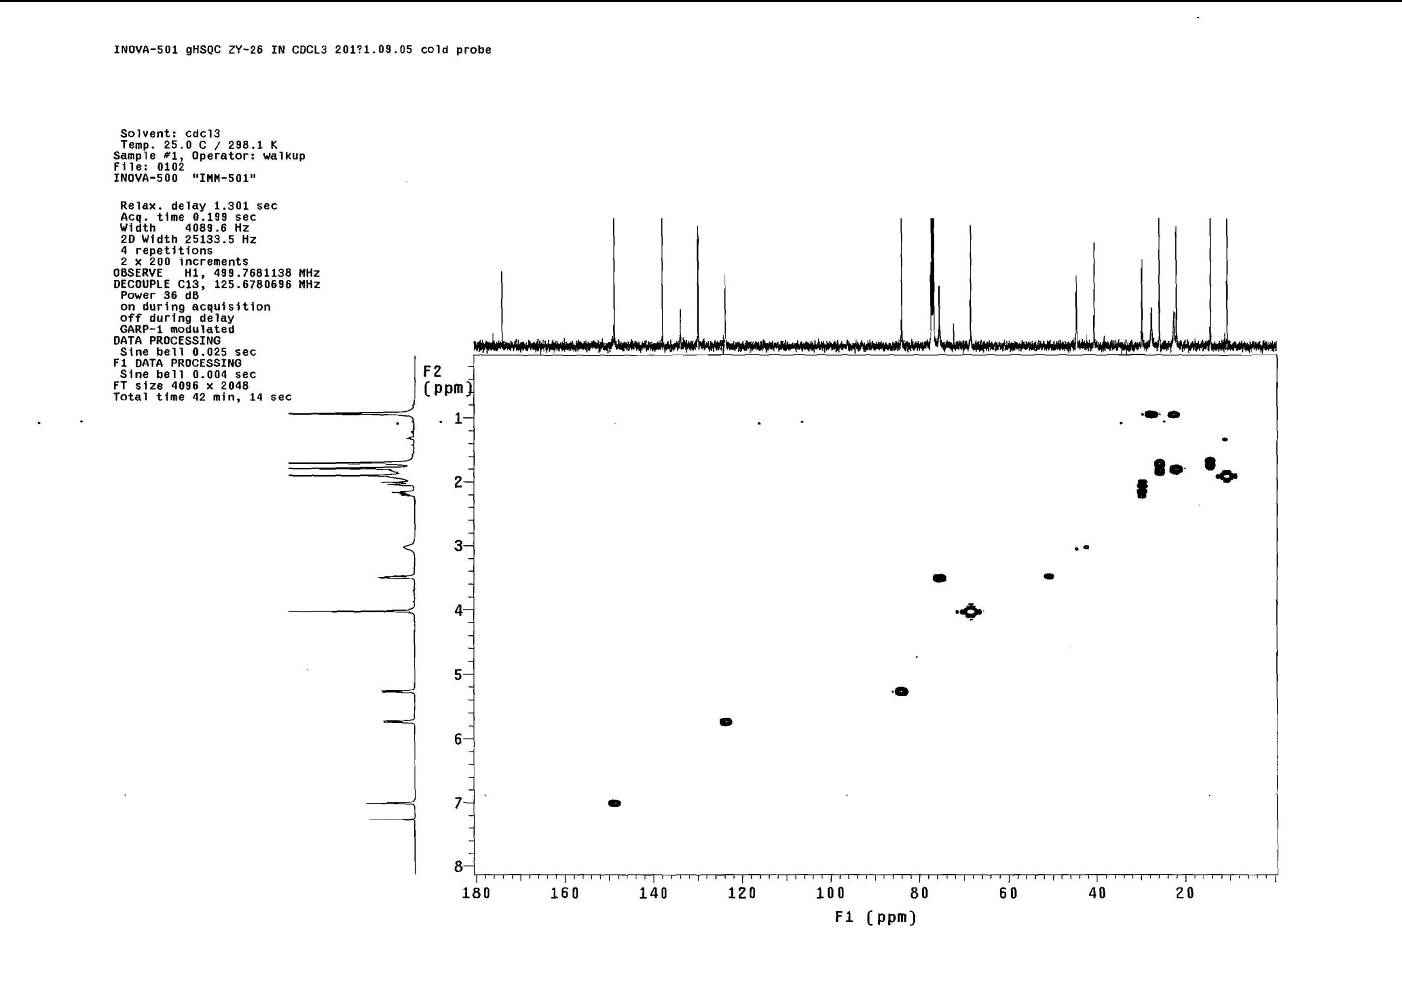 INOVA-501 gHSQC ZY-26 IN CDCL3 201?1.09.05 cold probe
Solvent: cdcl3
Temp. 25.0 C / 298.1 K
Sample #1, Operator: walkup
File: 0102
INOVA-500 "IMM-501"
Relax. delay 1.301 sec
Acq. time 0.199 sec
Width 4089.6 Hz
2D Width 25133.5 Hz
4 repetitions
2 x 200 increments
OBSERVE H1, 499.7681138 MHz
DECOUPLE C13, 125.6780696 MHz
Power 36 dB
on during acquisition
off during delay
GARP-1 modulated
DATA PROCESSING
Sine bell 0.025 sec
F1 DATA PROCESSING
Sine bell 0.004 sec
FT size 4096 x 2048
Total time 42 min, 14 sec
F2
(ppm)
1
2
3
4
5
6
7
8
180 160 140 120 100 80 60 40 20
F1 (ppm)